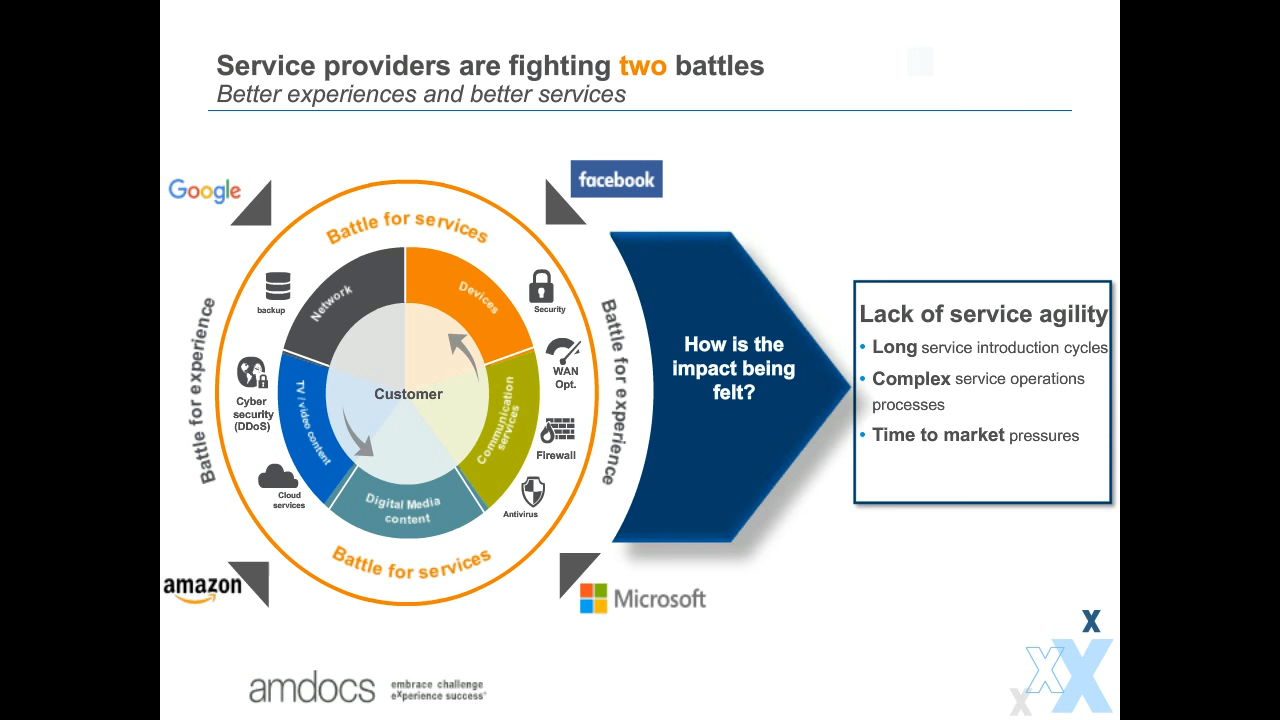 Service providers are fighting two battles
Better experiences and better services
Google
facebook
Battle for services
Battle for experience
Battle for experience
backup
Network
Devices
Security
WAN
Opt.
Cyber
security
(DDoS)
TV / video content
Customer
Communication
services
Firewall
Cloud
services
Digital Media
content
Antivirus
Battle for services
amazon
Microsoft
How is the
impact being
felt?
Lack of service agility
• Long service introduction cycles
• Complex service operations
processes
• Time to market pressures
amdocs
embrace challenge
eXperience success
X
X
X
X